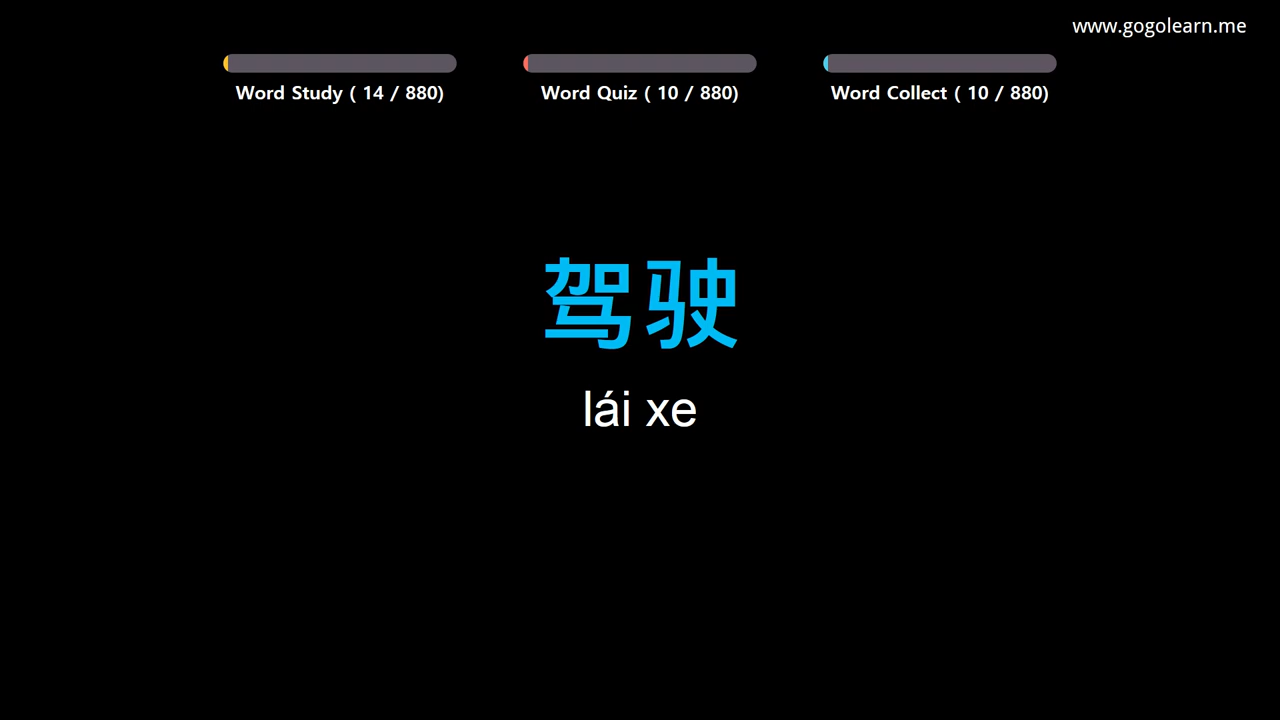 www.gogolearn.me
Word Study ( 14 / 880)
Word Quiz ( 10 / 880)
Word Collect ( 10 / 880)
驾驶
lái xe